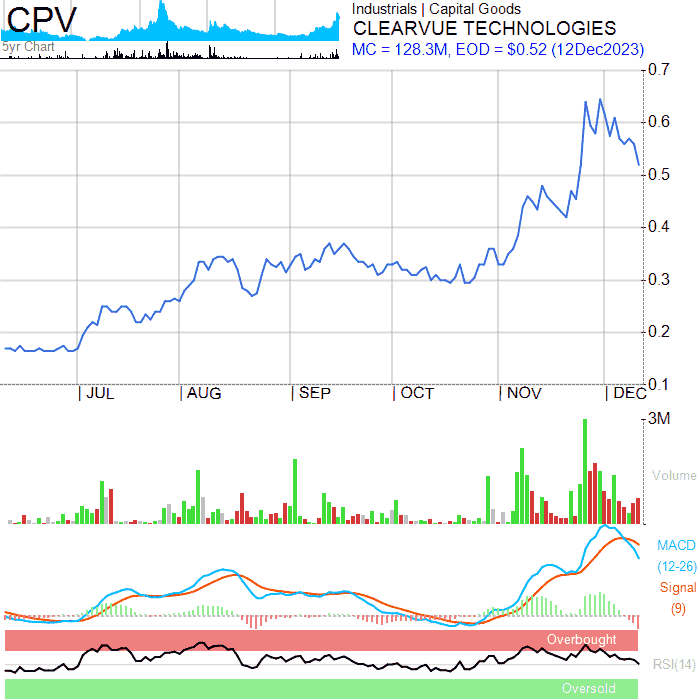 CPV
5yr Chart
Industrials | Capital Goods
CLEARVUE TECHNOLOGIES
MC = 128.3M, EOD = $0.52 (12Dec2023)
0.7
0.6
0.5
0.4
0.3
0.2
0.1
| JUL | AUG | SEP | OCT | NOV | DEC
3M
Volume
MACD
(12-26)
Signal
(9)
Overbought
RSI(14)
Oversold